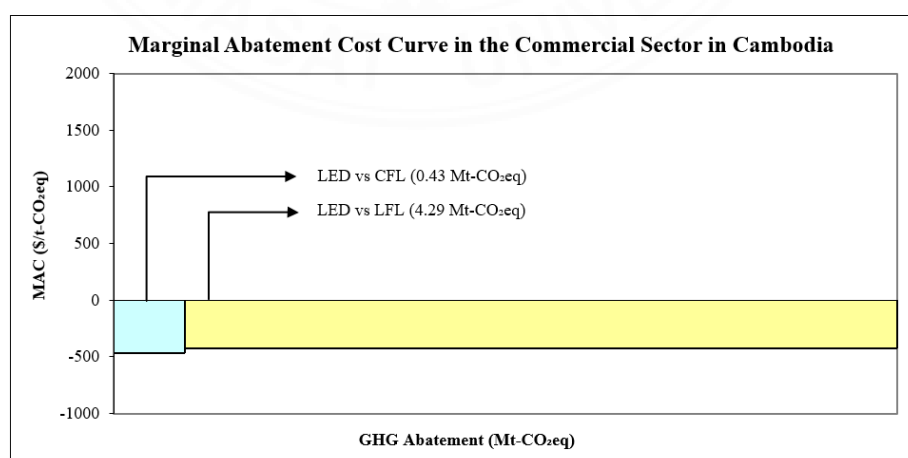 Marginal Abatement Cost Curve in the Commercial Sector in Cambodia
2000
1500
1000
500
0
-500
-1000
MAC ($/t-CO₂eq)
LED vs CFL (0.43 Mt-CO₂eq)
LED vs LFL (4.29 Mt-CO₂eq)
GHG Abatement (Mt-CO₂eq)